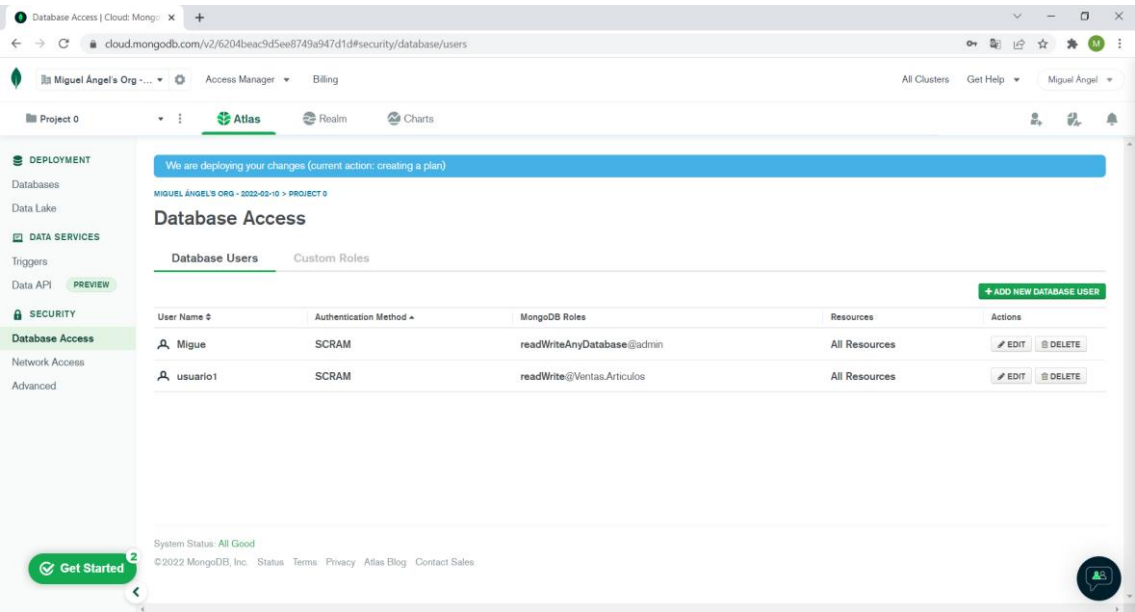 Database Access | Cloud: Mongo
cloud.mongodb.com/v2/6204beac9d5ee8749a947d1d#security/database/users
M
Miguel Ángel's Org -...
Access Manager
Billing
All Clusters
Get Help
Miguel Angel
Project 0
Atlas
Realm
Charts
DEPLOYMENT
Databases
Data Lake
DATA SERVICES
Triggers
Data API PREVIEW
SECURITY
Database Access
Network Access
Advanced
We are deploying your changes (current action: creating a plan)
MIGUEL ÁNGEL'S ORG - 2022-02-10 > PROJECT 0
Database Access
Database Users Custom Roles
+ ADD NEW DATABASE USER
User Name Authentication Method MongoDB Roles Resources Actions
Migue SCRAM readWriteAnyDatabase@admin All Resources EDIT DELETE
usuario1 SCRAM readWrite@Ventas.Articulos All Resources EDIT DELETE
System Status: All Good
©2022 MongoDB, Inc. Status Terms Privacy Atlas Blog Contact Sales
Get Started
2